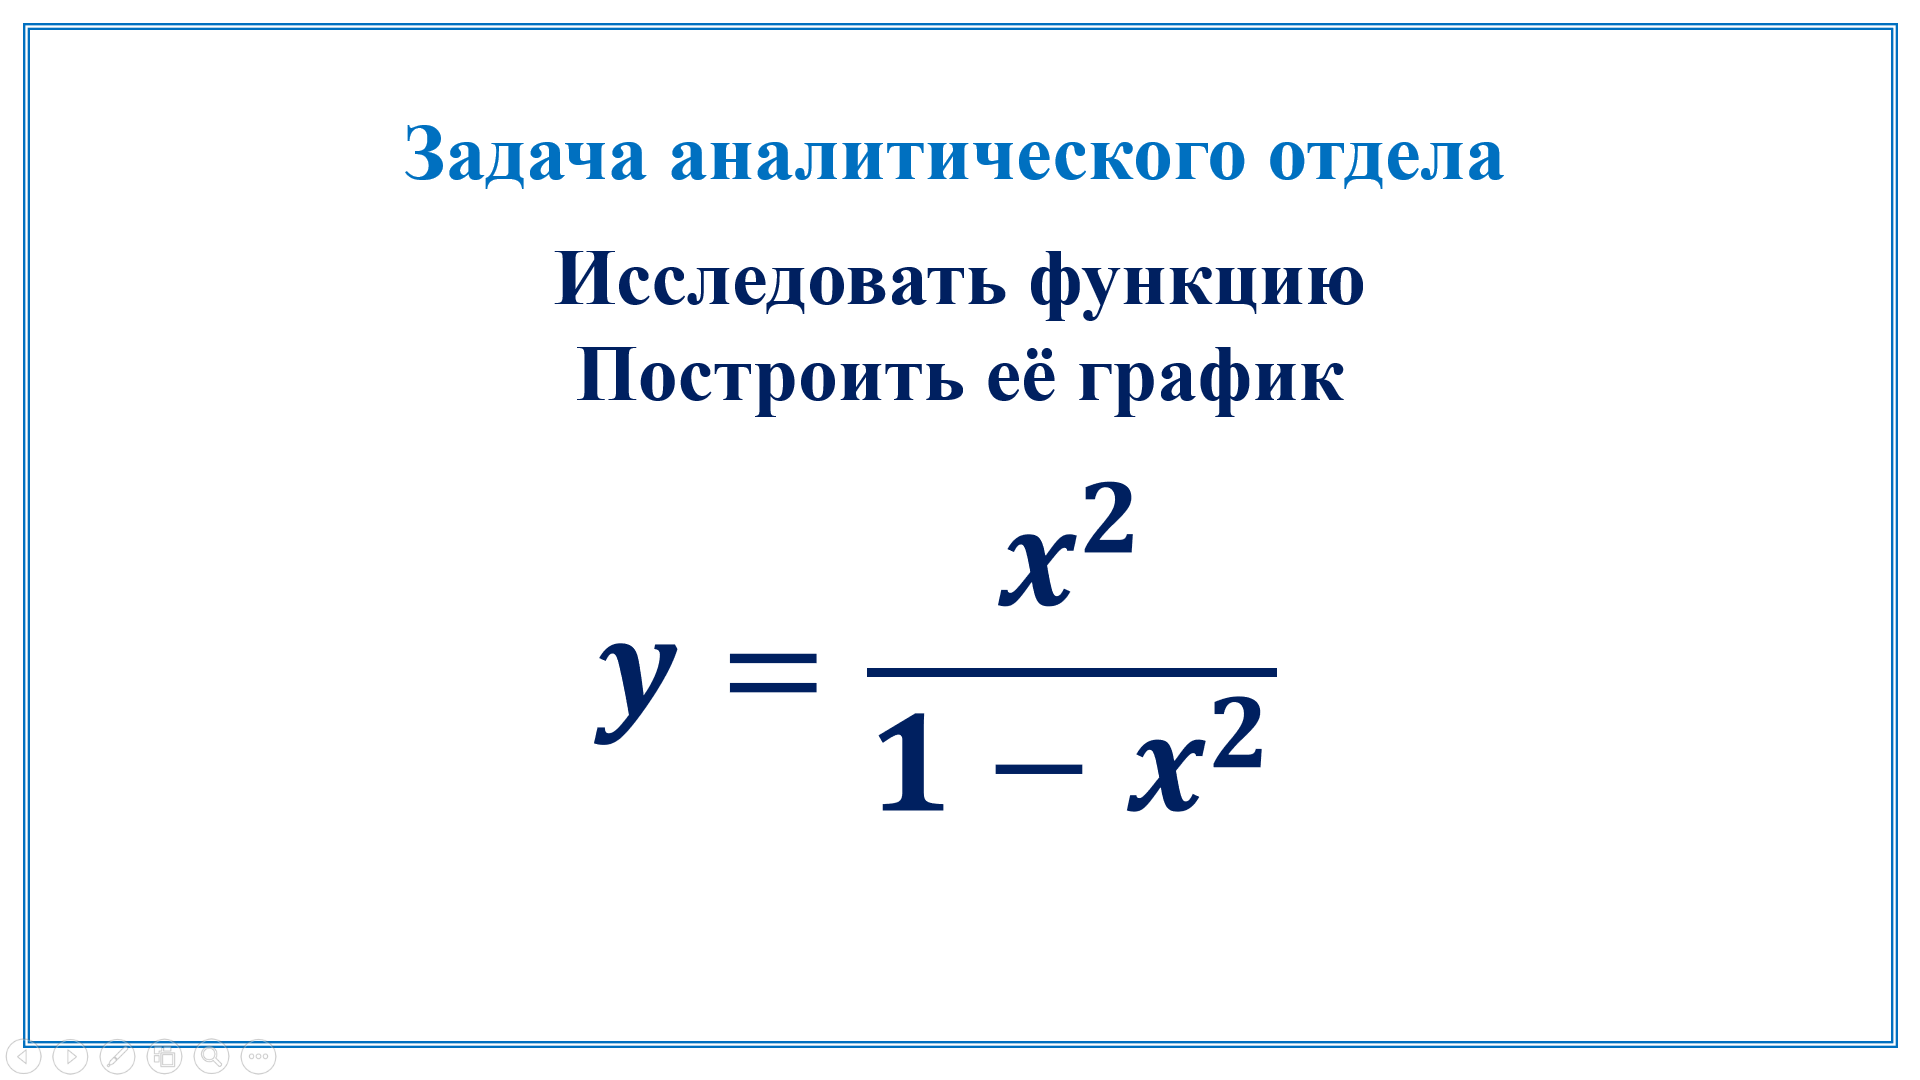 Задача аналитического отдела
Исследовать функцию
Построить её график
y = x² / (1 − x²)